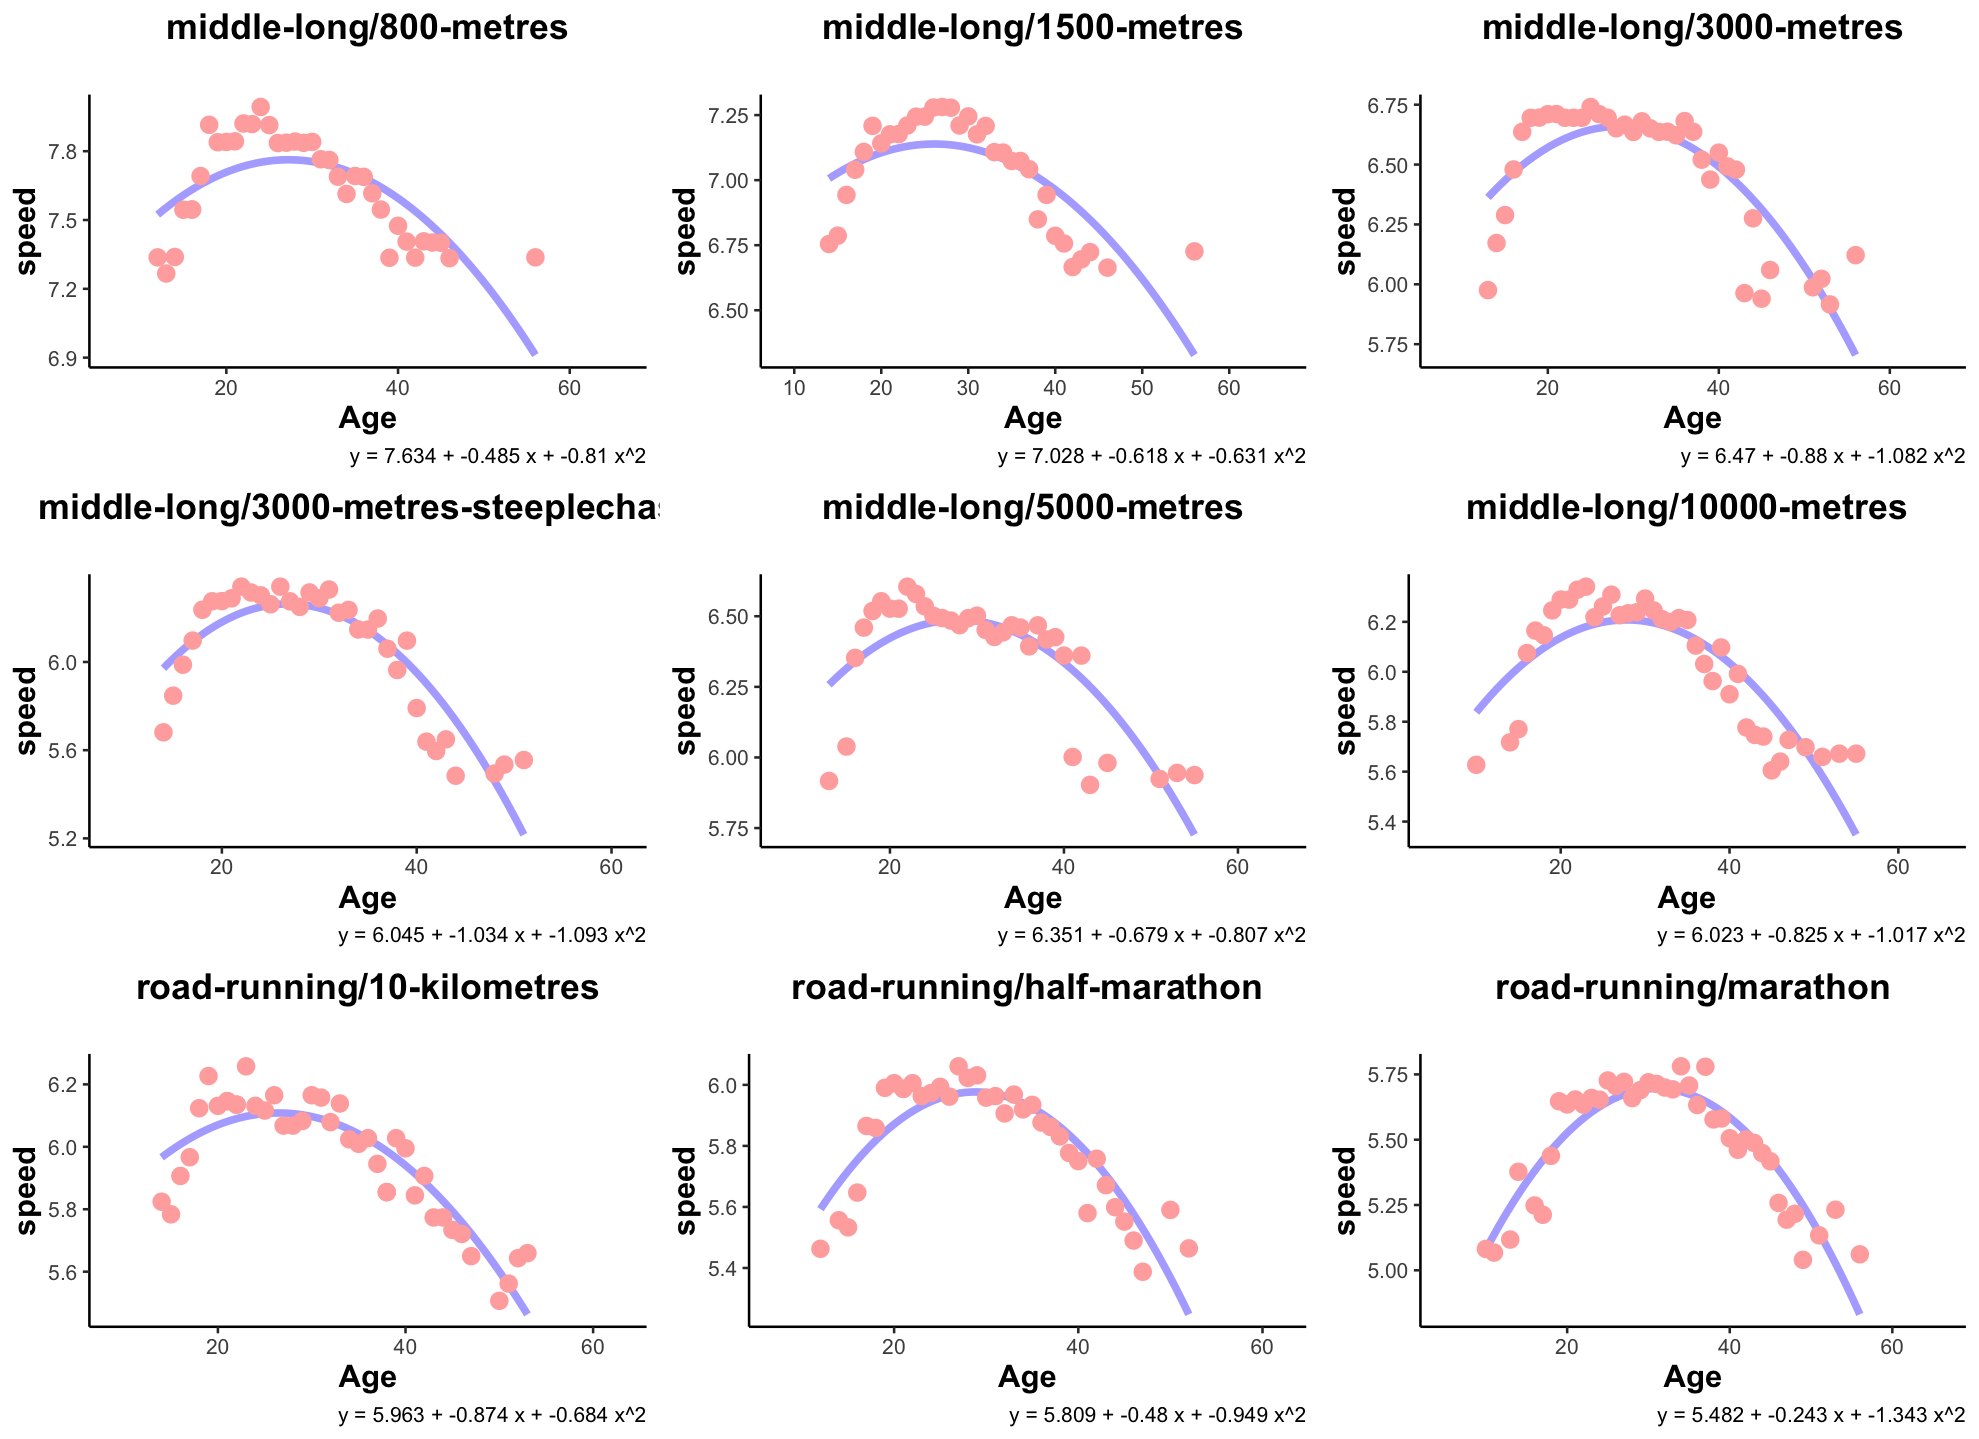 middle-long/800-metres
speed
7.8
7.5
7.2
6.9
20 40 60
Age
y = 7.634 + -0.485 x + -0.81 x^2
middle-long/1500-metres
speed
7.25
7.00
6.75
6.50
10 20 30 40 50 60
Age
y = 7.028 + -0.618 x + -0.631 x^2
middle-long/3000-metres
speed
6.75
6.50
6.25
6.00
5.75
20 40 60
Age
y = 6.47 + -0.88 x + -1.082 x^2
middle-long/3000-metres-steeplechas
speed
6.0
5.6
5.2
20 40 60
Age
y = 6.045 + -1.034 x + -1.093 x^2
middle-long/5000-metres
speed
6.50
6.25
6.00
5.75
20 40 60
Age
y = 6.351 + -0.679 x + -0.807 x^2
middle-long/10000-metres
speed
6.2
6.0
5.8
5.6
5.4
20 40 60
Age
y = 6.023 + -0.825 x + -1.017 x^2
road-running/10-kilometres
speed
6.2
6.0
5.8
5.6
20 40 60
Age
y = 5.963 + -0.874 x + -0.684 x^2
road-running/half-marathon
speed
6.0
5.8
5.6
5.4
20 40 60
Age
y = 5.809 + -0.48 x + -0.949 x^2
road-running/marathon
speed
5.75
5.50
5.25
5.00
20 40 60
Age
y = 5.482 + -0.243 x + -1.343 x^2